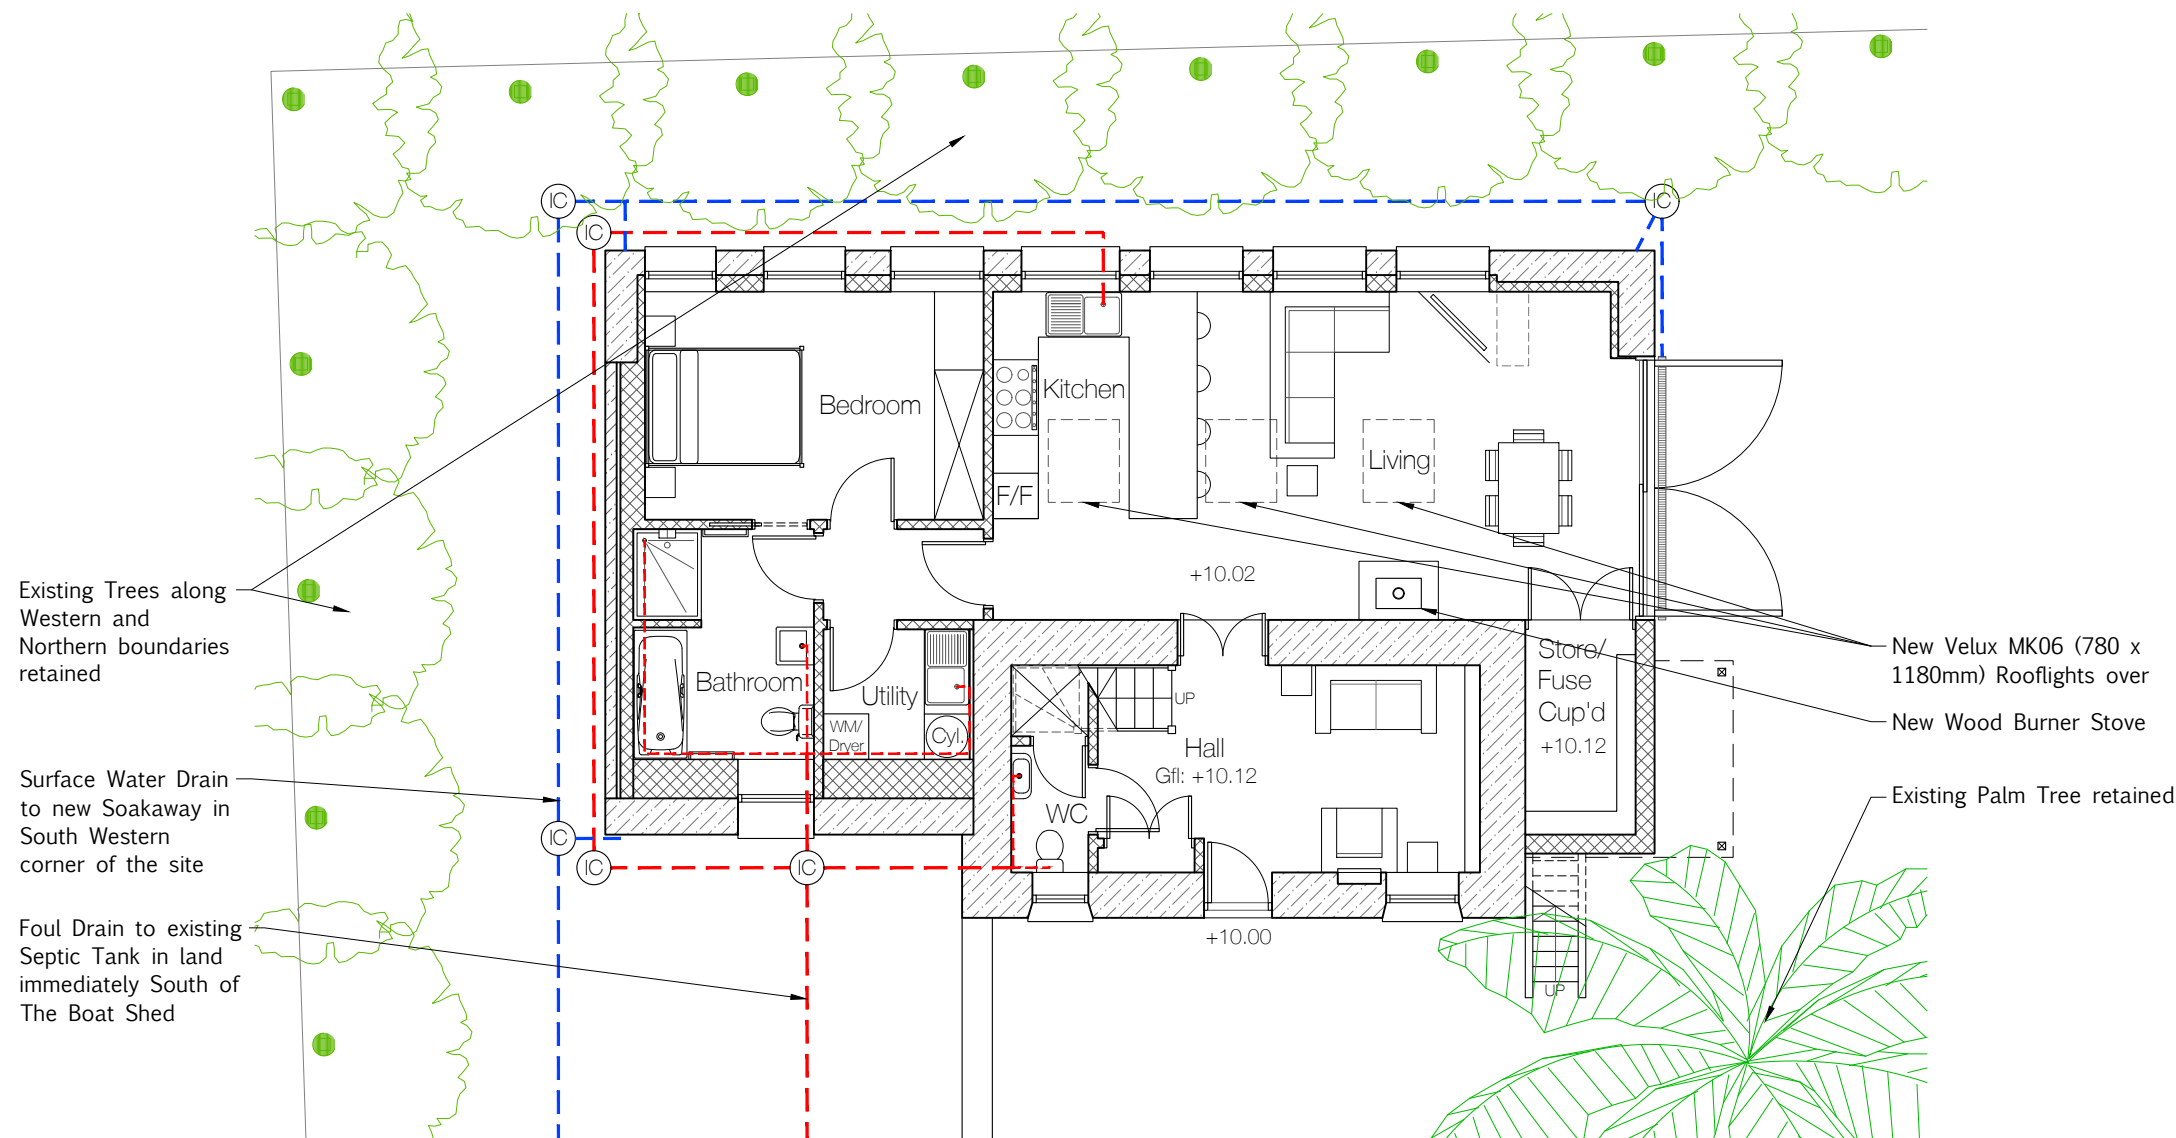 IC
IC
IC
Bedroom
Kitchen
Living
F/F
+10.02
Existing Trees along
Western and
Northern boundaries
retained
Bathroom
Utility
WM/
Dryer
Cyl.
UP
Hall
Gfl: +10.12
WC
Store/
Fuse
Cup'd
+10.12
New Velux MK06 (780 x
1180mm) Rooflights over
New Wood Burner Stove
Existing Palm Tree retained
Surface Water Drain
to new Soakaway in
South Western
corner of the site
IC
IC
IC
Foul Drain to existing
Septic Tank in land
immediately South of
The Boat Shed
+10.00
UP